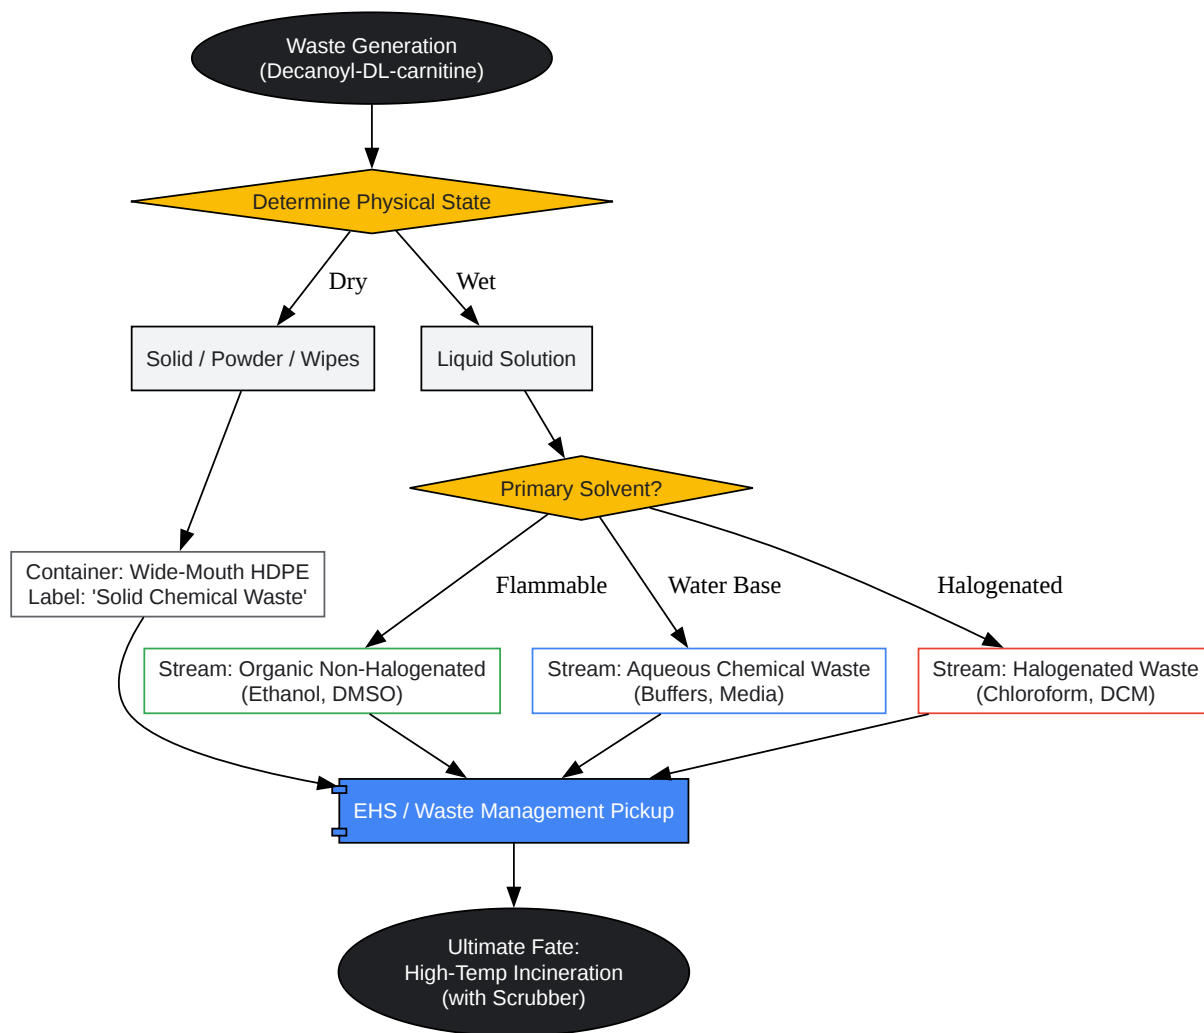 Waste Generation
(Decanoyl-DL-carnitine)
Determine Physical State
Dry
Wet
Solid / Powder / Wipes
Liquid Solution
Primary Solvent?
Container: Wide-Mouth HDPE
Label: 'Solid Chemical Waste'
Flammable
Water Base
Halogenated
Stream: Organic Non-Halogenated
(Ethanol, DMSO)
Stream: Aqueous Chemical Waste
(Buffers, Media)
Stream: Halogenated Waste
(Chloroform, DCM)
EHS / Waste Management Pickup
Ultimate Fate:
High-Temp Incineration
(with Scrubber)